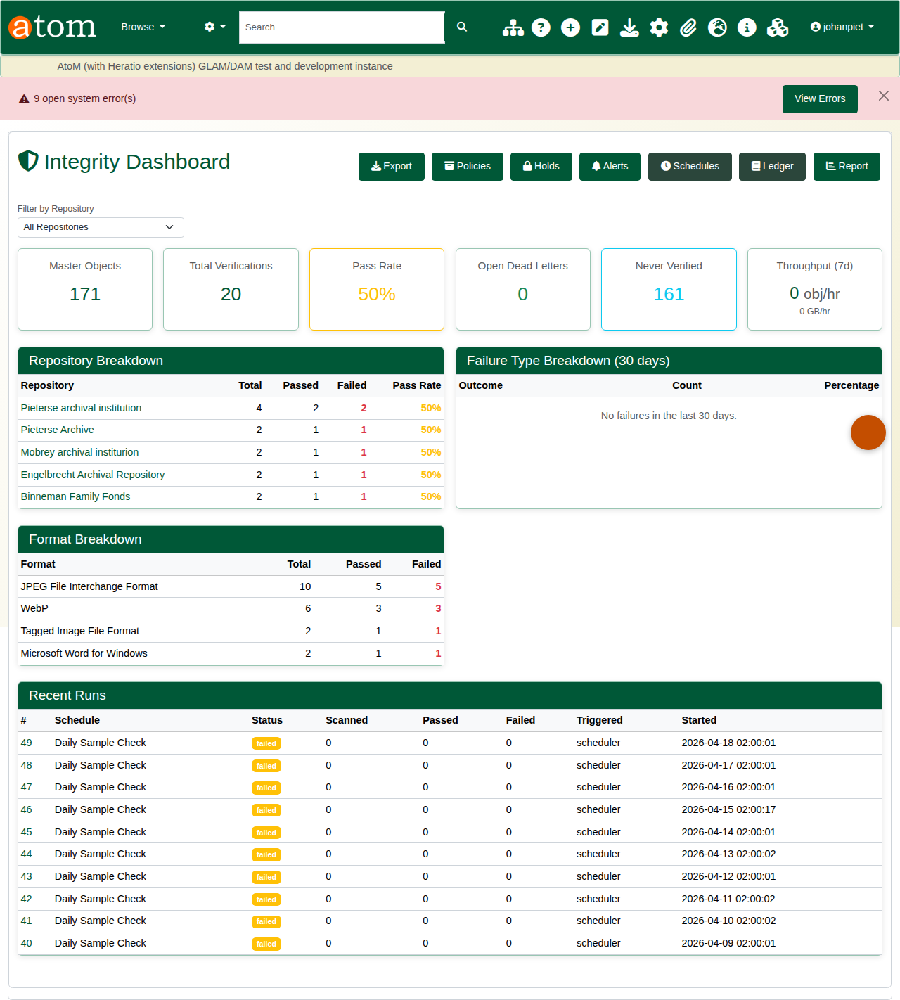 atom Browse Search johanpiet
AtoM (with Heratio extensions) GLAM/DAM test and development instance
9 open system error(s) View Errors
Integrity Dashboard Export Policies Holds Alerts Schedules Ledger Report
Filter by Repository
All Repositories
Master Objects Total Verifications Pass Rate Open Dead Letters Never Verified Throughput (7d)
171 20 50% 0 161 0 obj/hr
0 GB/hr
Repository Breakdown
Repository Total Passed Failed Pass Rate
Pieterse archival institution 4 2 2 50%
Pieterse Archive 2 1 1 50%
Mobrey archival institurion 2 1 1 50%
Engelbrecht Archival Repository 2 1 1 50%
Binneman Family Fonds 2 1 1 50%
Failure Type Breakdown (30 days)
Outcome Count Percentage
No failures in the last 30 days.
Format Breakdown
Format Total Passed Failed
JPEG File Interchange Format 10 5 5
WebP 6 3 3
Tagged Image File Format 2 1 1
Microsoft Word for Windows 2 1 1
Recent Runs
# Schedule Status Scanned Passed Failed Triggered Started
49 Daily Sample Check failed 0 0 0 scheduler 2026-04-18 02:00:01
48 Daily Sample Check failed 0 0 0 scheduler 2026-04-17 02:00:01
47 Daily Sample Check failed 0 0 0 scheduler 2026-04-16 02:00:01
46 Daily Sample Check failed 0 0 0 scheduler 2026-04-15 02:00:17
45 Daily Sample Check failed 0 0 0 scheduler 2026-04-14 02:00:01
44 Daily Sample Check failed 0 0 0 scheduler 2026-04-13 02:00:02
43 Daily Sample Check failed 0 0 0 scheduler 2026-04-12 02:00:01
42 Daily Sample Check failed 0 0 0 scheduler 2026-04-11 02:00:02
41 Daily Sample Check failed 0 0 0 scheduler 2026-04-10 02:00:02
40 Daily Sample Check failed 0 0 0 scheduler 2026-04-09 02:00:01